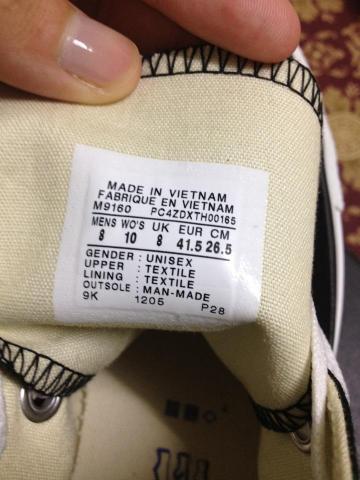 MADE IN VIETNAM
FABRIQUE EN VIETNAM
M9160 PC4ZDXTH00165
MENS WO'S UK EUR CM
8 10 8 41.5 26.5
GENDER : UNISEX
UPPER : TEXTILE
LINING : TEXTILE
OUTSOLE : MAN-MADE
9K 1205 P28